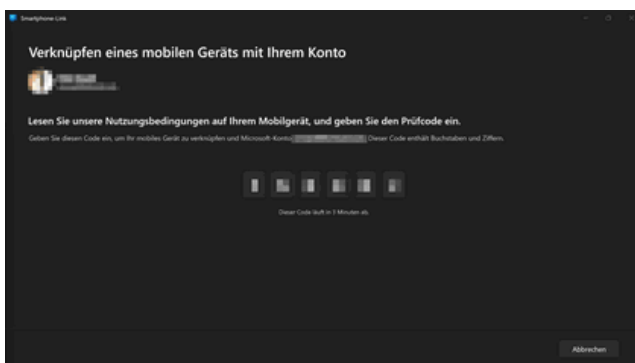 Smartphone-Link
Verknüpfen eines mobilen Geräts mit Ihrem Konto
Lesen Sie unsere Nutzungsbedingungen auf Ihrem Mobilgerät, und geben Sie den Prüfcode ein.
Geben Sie diesen Code ein, um Ihr mobiles Gerät zu verknüpfen und Microsoft-Konto Dieser Code enthält Buchstaben und Ziffern.
Dieser Code läuft in Minuten ab.
Abbrechen